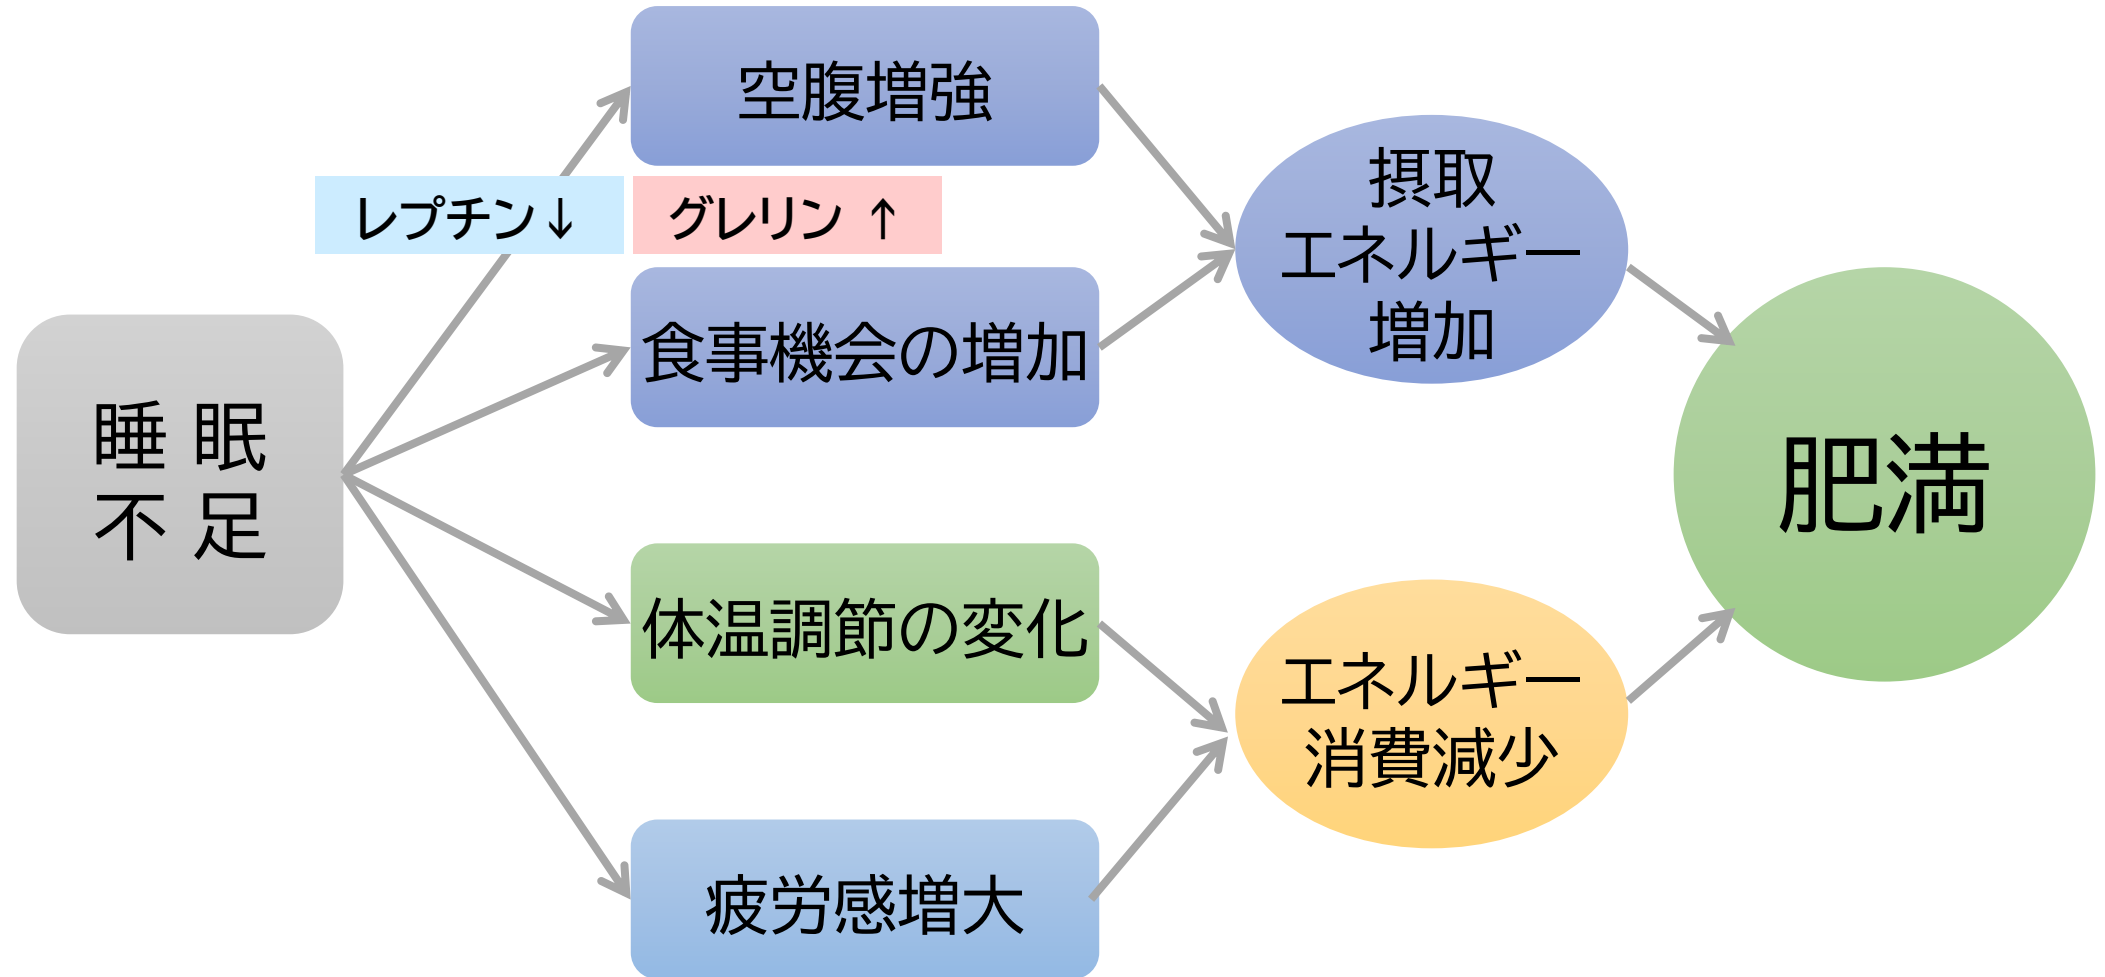 空腹増強
レプチン↓
グレリン ↑
食事機会の増加
睡 眠
不 足
体温調節の変化
疲労感増大
摂取
エネルギー
増加
エネルギー
消費減少
肥満